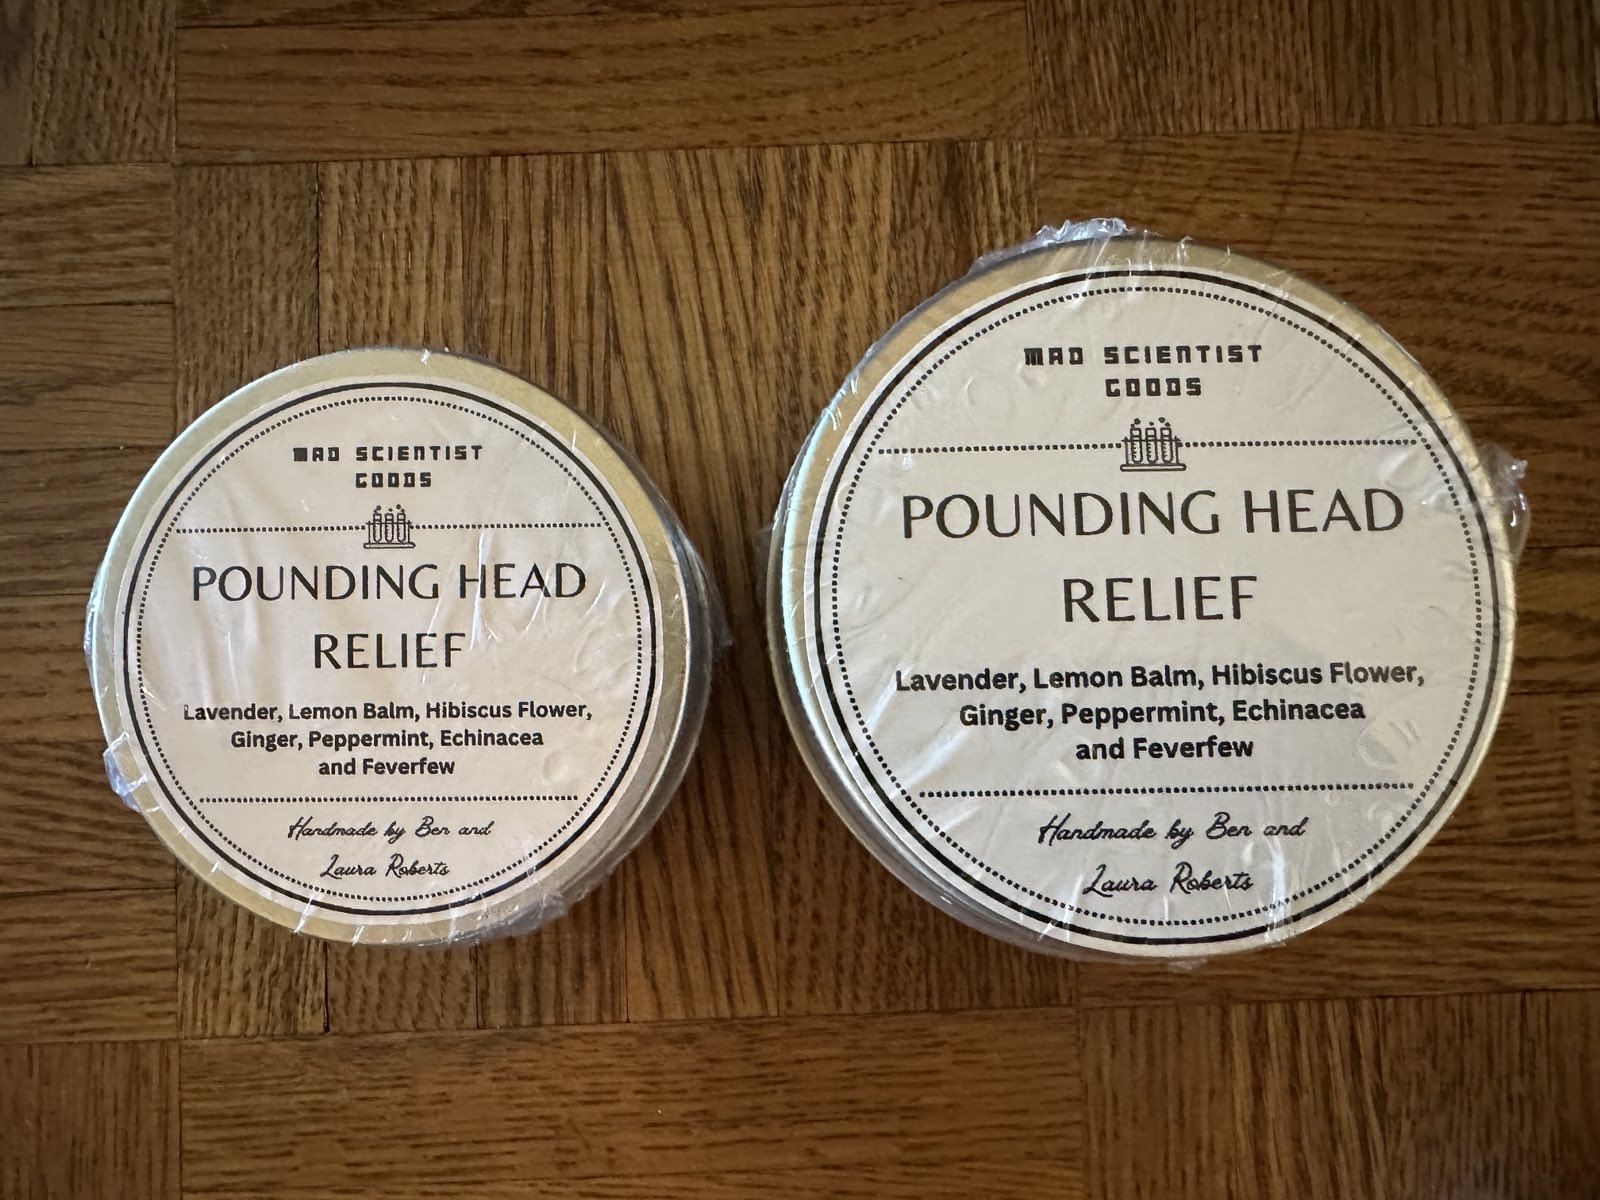 MAD SCIENTIST
GOODS
POUNDING HEAD
RELIEF
Lavender, Lemon Balm, Hibiscus Flower,
Ginger, Peppermint, Echinacea
and Feverfew
Handmade by Ben and
Laura Roberts
MAD SCIENTIST
GOODS
POUNDING HEAD
RELIEF
Lavender, Lemon Balm, Hibiscus Flower,
Ginger, Peppermint, Echinacea
and Feverfew
Handmade by Ben and
Laura Roberts